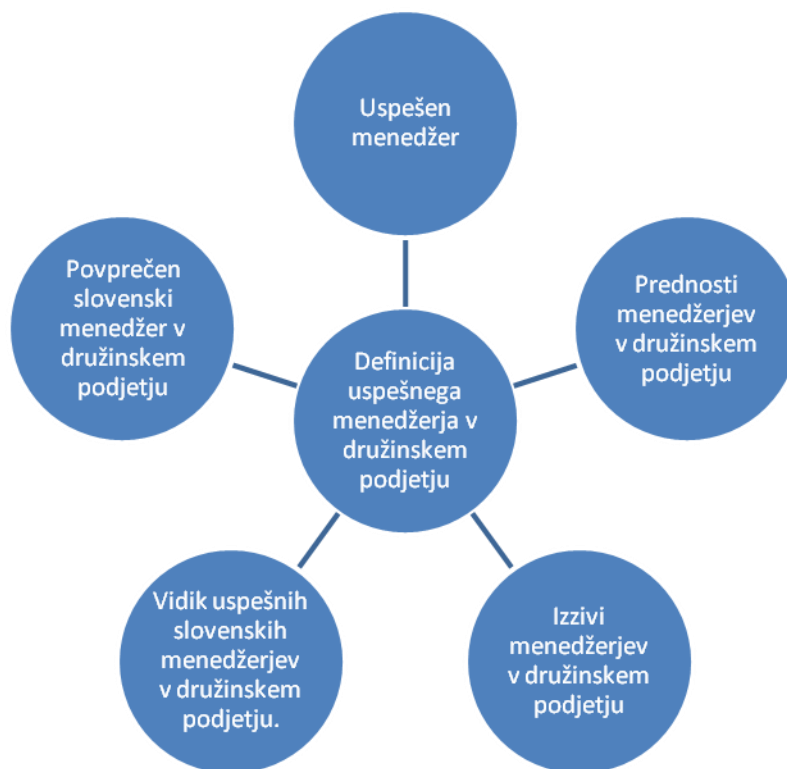 Uspešen
menedžer
Povprečen
slovenski
menedžer v
družinskem
podjetju
Prednosti
menedžerjev
v družinskem
podjetju
Definicija
uspešnega
menedžerja v
družinskem
podjetju
Vidik uspešnih
slovenskih
menedžerjev
v družinskem
podjetju.
Izzivi
menedžerjev
v družinskem
podjetju